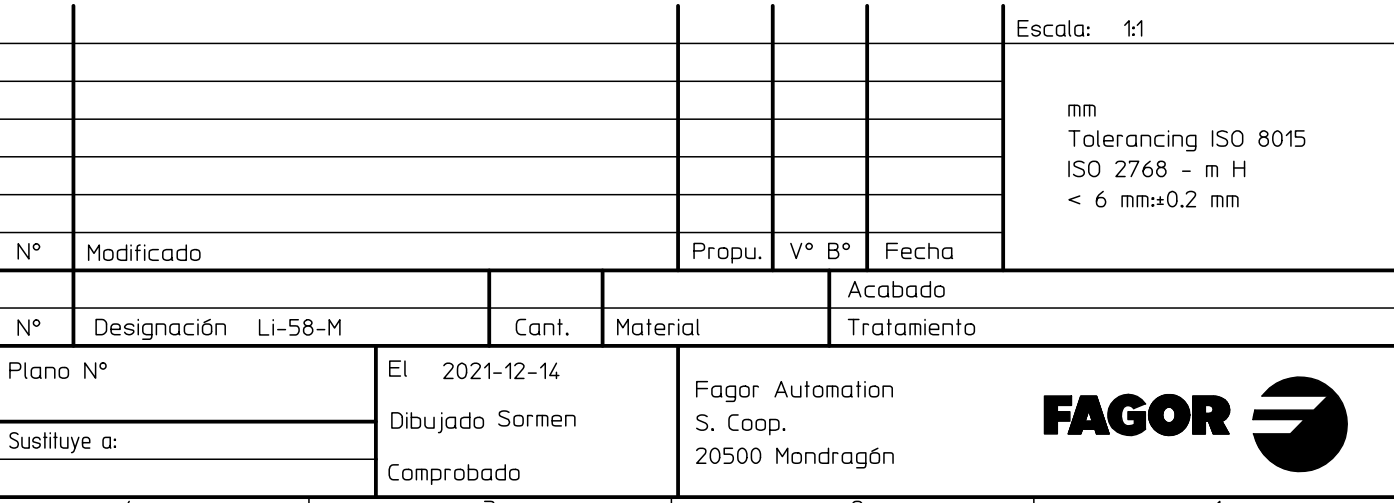 Escala: 1:1
mm
Tolerancing ISO 8015
ISO 2768 - m H
< 6 mm:±0.2 mm
N° Modificado Propu. V° B° Fecha
Acabado
N° Designación Li-58-M Cant. Material Tratamiento
Plano N°
Sustituye a:
El 2021-12-14
Dibujado Sormen
Comprobado
Fagor Automation
S. Coop.
20500 Mondragón
FAGOR